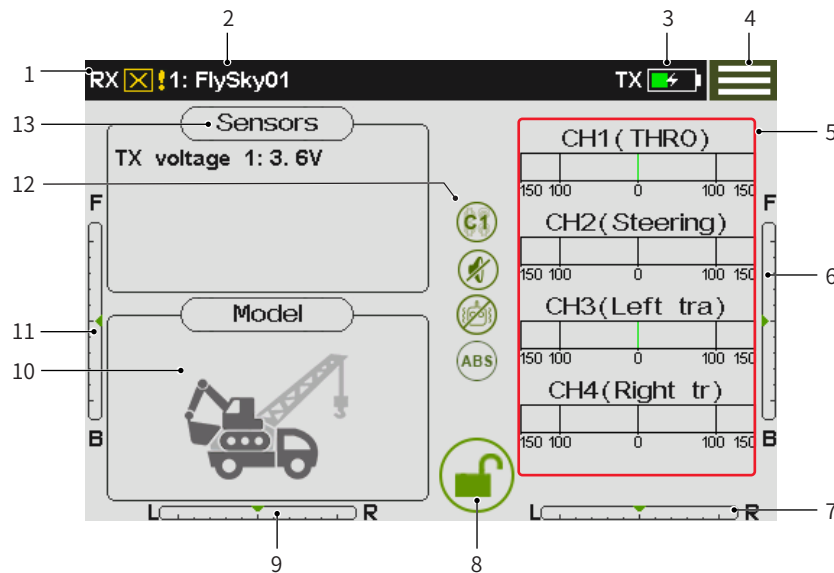 2
3
4
1
RX ! 1: FlySky01
TX
13
Sensors
TX voltage 1:3.6V
5
CH1(THRO)
150 100 0 100 150
12
F
F
C1
CH2(Steering)
150 100 0 100 150
6
11
Model
CH3(Left tra)
150 100 0 100 150
10
ABS
CH4(Right tr)
150 100 0 100 150
B
B
L R
L R
7
9
8